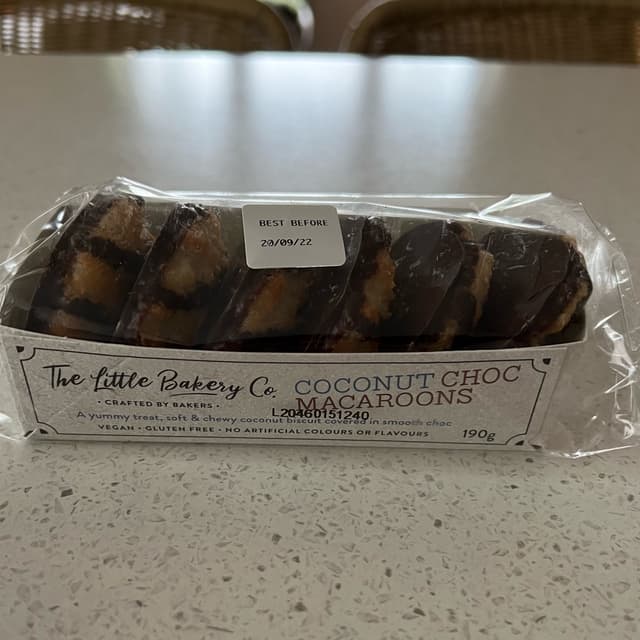 BEST BEFORE
20/09/22
The Little Bakery Co.
• CRAFTED BY BAKERS •
COCONUT CHOC
MACAROONS
L20460151240
A yummy treat, soft & chewy coconut biscuit covered in smooth choc
VEGAN • GLUTEN FREE • NO ARTIFICIAL COLOURS OR FLAVOURS
190g